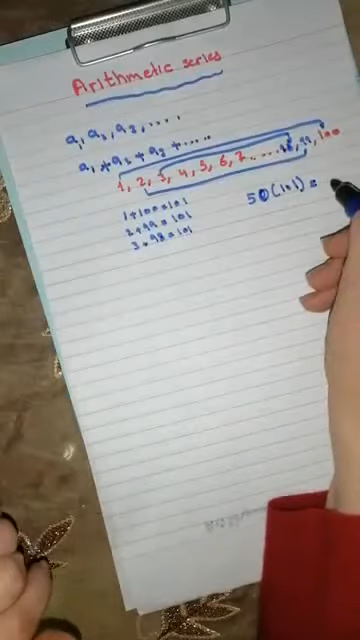 Arithmetic series
a₁, a₂, a₃, ....
a₁ + a₂ + a₃ + .....
1, 2, 3, 4, 5, 6, 7 ....... 98, 99, 100
1+100=101
2+99=101
3+98=101
50(101) =